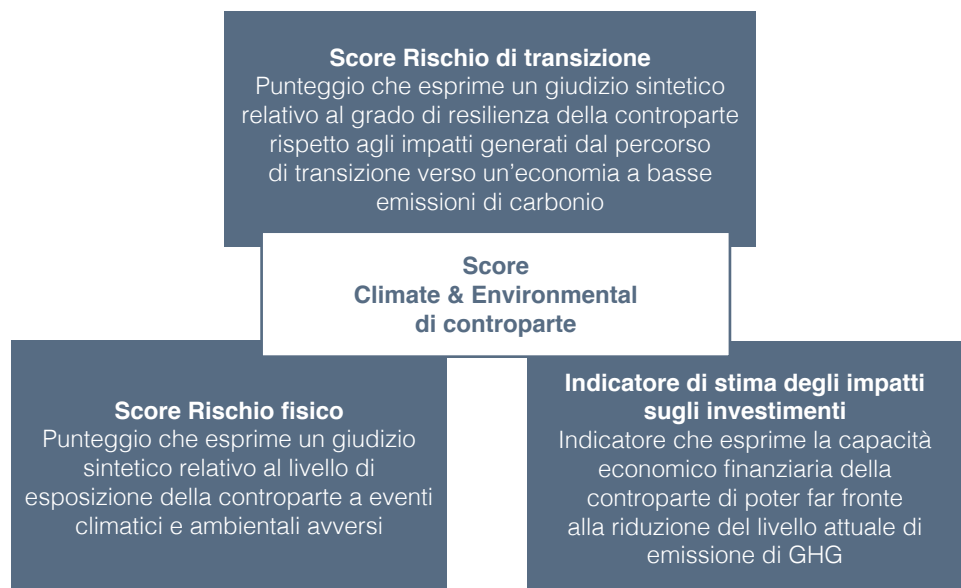 Score Rischio di transizione
Punteggio che esprime un giudizio sintetico
relativo al grado di resilienza della controparte
rispetto agli impatti generati dal percorso
di transizione verso un'economia a basse
emissioni di carbonio
Score
Climate & Environmental
di controparte
Score Rischio fisico
Punteggio che esprime un giudizio
sintetico relativo al livello di
esposizione della controparte a eventi
climatici e ambientali avversi
Indicatore di stima degli impatti
sugli investimenti
Indicatore che esprime la capacità
economico finanziaria della
controparte di poter far fronte
alla riduzione del livello attuale di
emissione di GHG